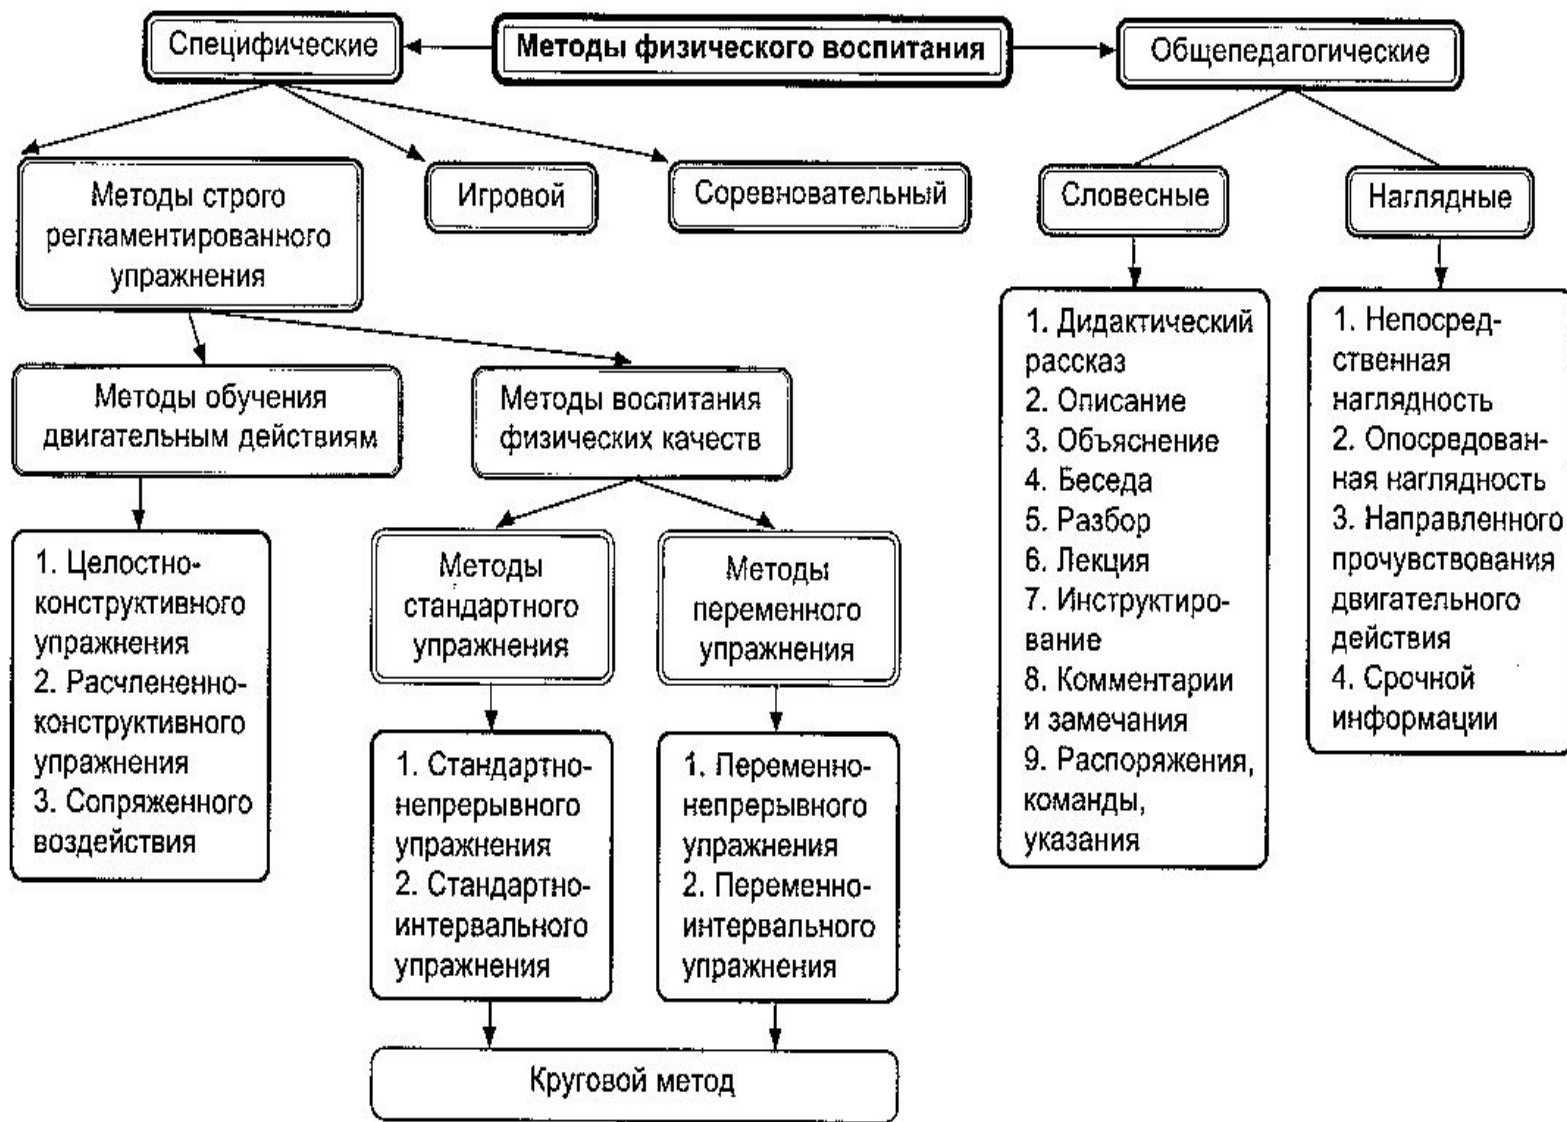 Специфические
Методы физического воспитания
Общепедагогические
Методы строго
регламентированного
упражнения
Игровой
Соревновательный
Словесные
Наглядные
Методы обучения
двигательным действиям
Методы воспитания
физических качеств
1. Целостно-
конструктивного
упражнения
2. Расчлененно-
конструктивного
упражнения
3. Сопряженного
воздействия
Методы
стандартного
упражнения
Методы
переменного
упражнения
1. Стандартно-
непрерывного
упражнения
2. Стандартно-
интервального
упражнения
1. Переменно-
непрерывного
упражнения
2. Переменно-
интервального
упражнения
Круговой метод
1. Дидактический
рассказ
2. Описание
3. Объяснение
4. Беседа
5. Разбор
6. Лекция
7. Инструктиро-
вание
8. Комментарии
и замечания
9. Распоряжения,
команды,
указания
1. Непосред-
ственная
наглядность
2. Опосредован-
ная наглядность
3. Направленного
прочувствования
двигательного
действия
4. Срочной
информации